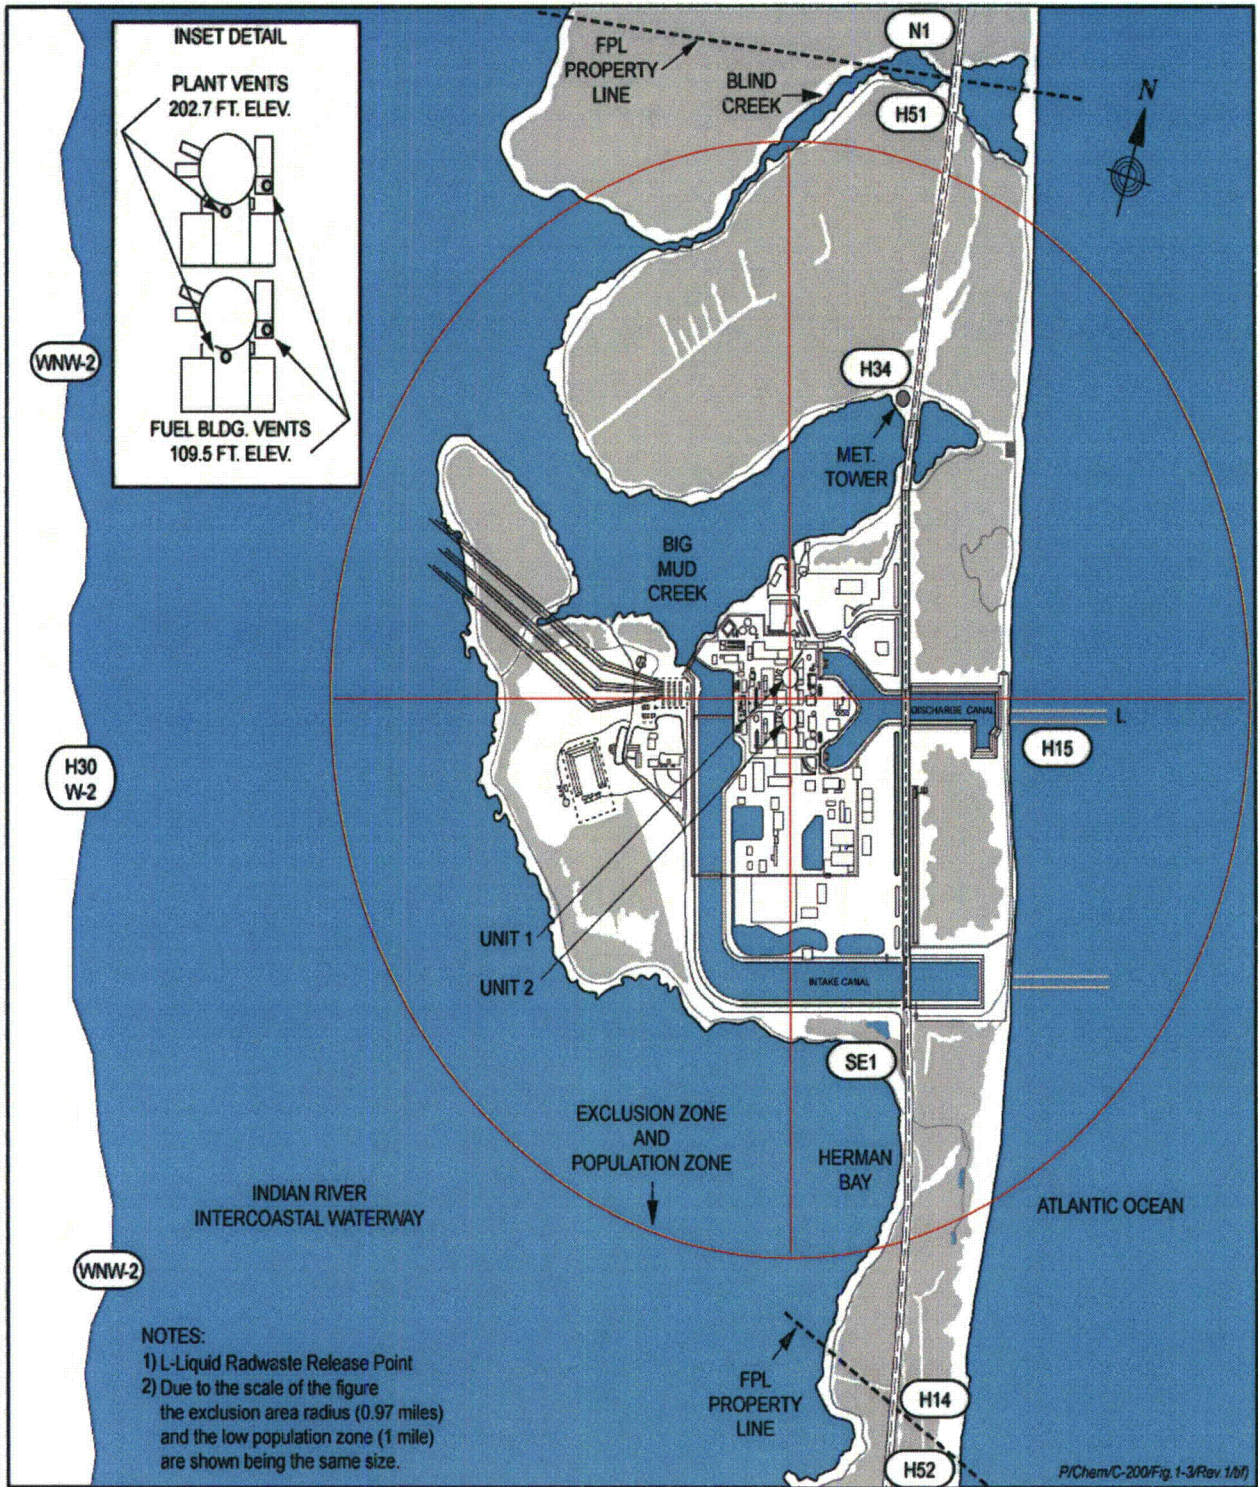 INSET DETAIL
PLANT VENTS
202.7 FT. ELEV.
FUEL BLDG. VENTS
109.5 FT. ELEV.
FPL
PROPERTY
LINE
N1
BLIND
CREEK
H51
N
WNW-2
H34
MET.
TOWER
BIG
MUD
CREEK
DISCHARGE CANAL
L
H15
H30
W-2
UNIT 1
UNIT 2
INTAKE CANAL
SE1
EXCLUSION ZONE
AND
POPULATION ZONE
HERMAN
BAY
INDIAN RIVER
INTERCOASTAL WATERWAY
ATLANTIC OCEAN
WNW-2
NOTES:
1) L-Liquid Radwaste Release Point
2) Due to the scale of the figure
the exclusion area radius (0.97 miles)
and the low population zone (1 mile)
are shown being the same size.
FPL
PROPERTY
LINE
H14
H52
P/Chem/C-200/Fig.1-3/Rev.1/tif)